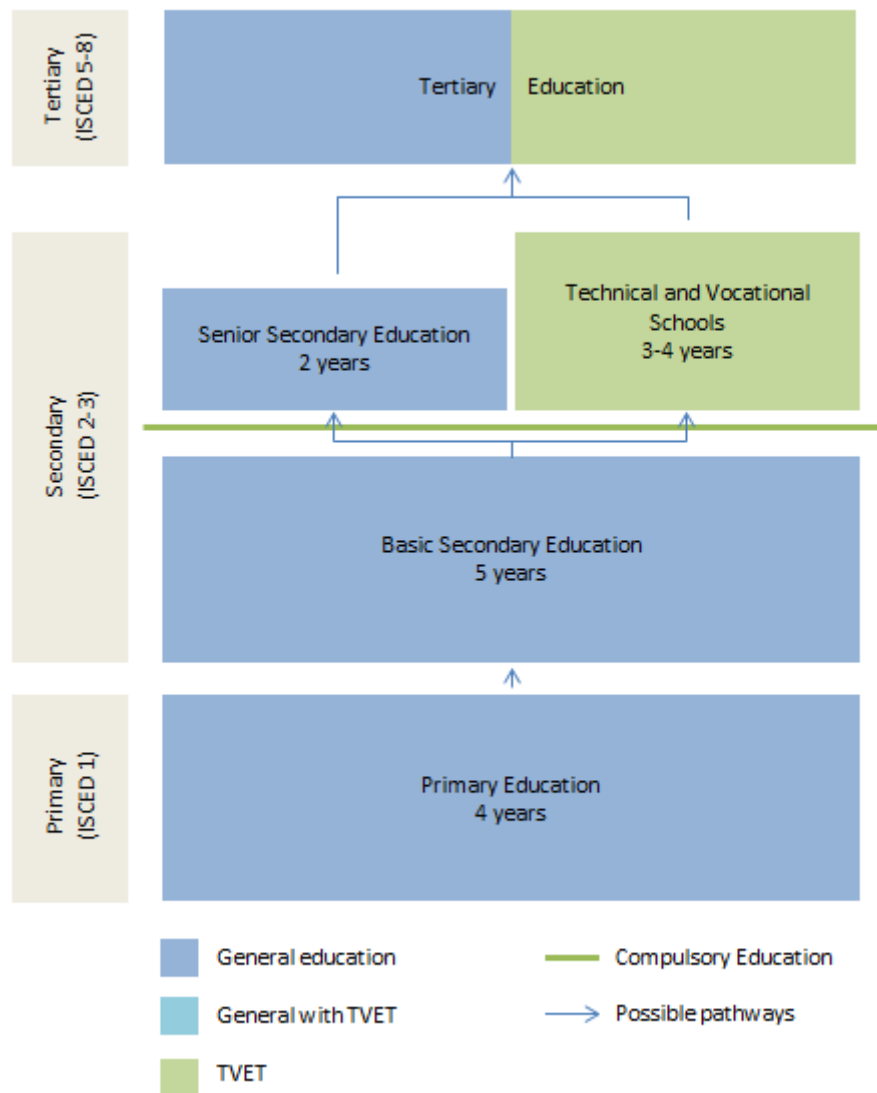 Tertiary
(ISCED 5-8)
Tertiary Education
Secondary
(ISCED 2-3)
Senior Secondary Education
2 years
Technical and Vocational
Schools
3-4 years
Basic Secondary Education
5 years
Primary
(ISCED 1)
Primary Education
4 years
General education
Compulsory Education
General with TVET
Possible pathways
TVET